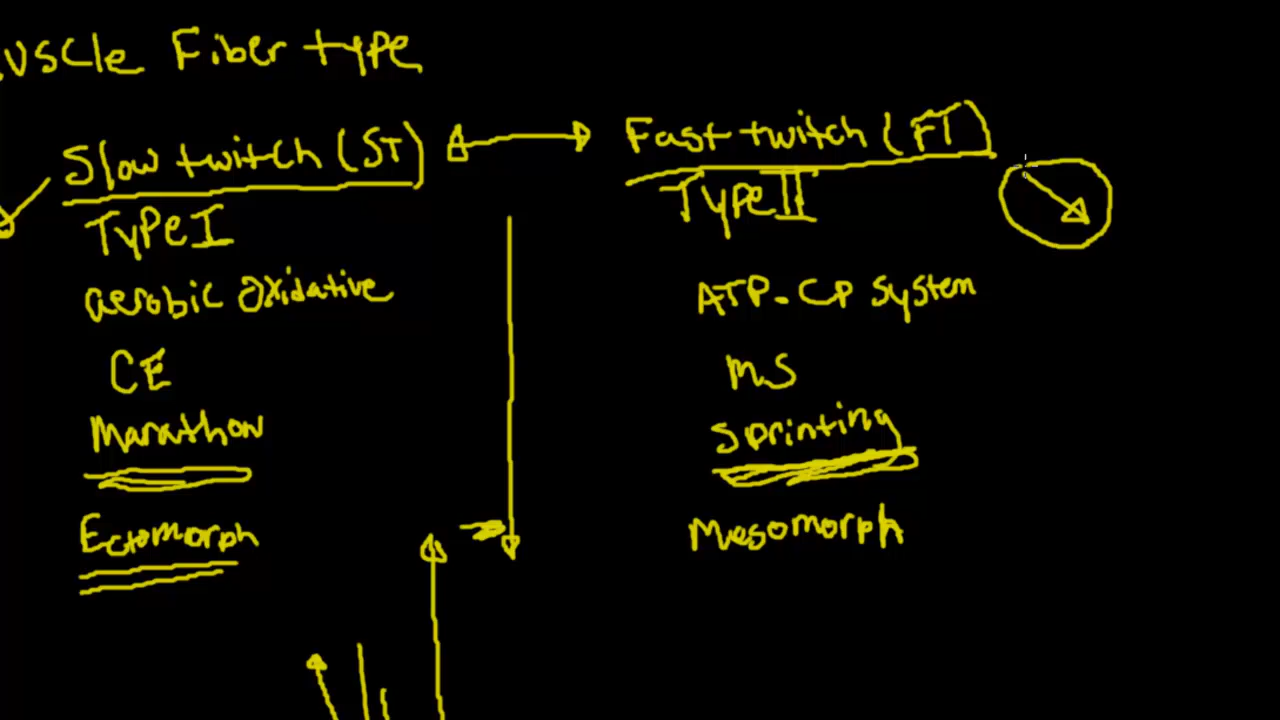 uscle Fiber type
Slow twitch (ST) Fast twitch (FT)
Type I Type II
aerobic oxidative ATP-CP system
CE MS
Marathon Sprinting
Ectomorph Mesomorph